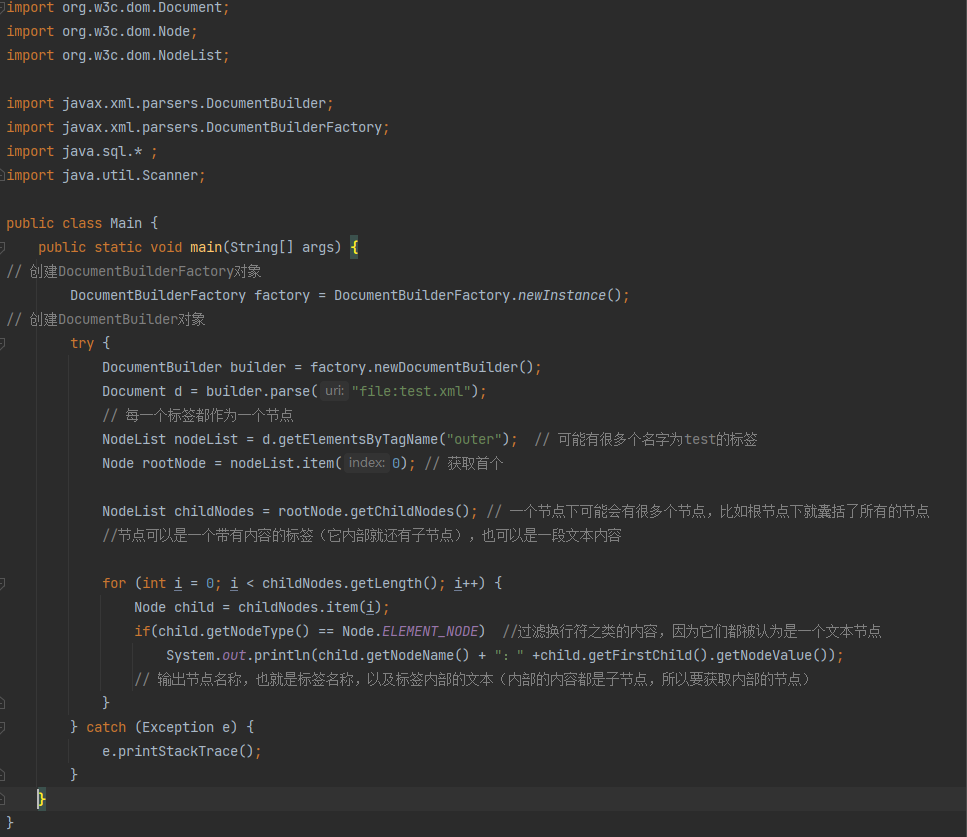 import org.w3c.dom.Document;
import org.w3c.dom.Node;
import org.w3c.dom.NodeList;

import javax.xml.parsers.DocumentBuilder;
import javax.xml.parsers.DocumentBuilderFactory;
import java.sql.* ;
import java.util.Scanner;

public class Main {
    public static void main(String[] args) {
// 创建DocumentBuilderFactory对象
        DocumentBuilderFactory factory = DocumentBuilderFactory.newInstance();
// 创建DocumentBuilder对象
        try {
            DocumentBuilder builder = factory.newDocumentBuilder();
            Document d = builder.parse( uri: "file:test.xml");
            // 每一个标签都作为一个节点
            NodeList nodeList = d.getElementsByTagName("outer");  // 可能有很多个名字为test的标签
            Node rootNode = nodeList.item( index: 0); // 获取首个

            NodeList childNodes = rootNode.getChildNodes(); // 一个节点下可能会有很多个节点，比如根节点下就囊括了所有的节点
            //节点可以是一个带有内容的标签（它内部就还有子节点），也可以是一段文本内容

            for (int i = 0; i < childNodes.getLength(); i++) {
                Node child = childNodes.item(i);
                if(child.getNodeType() == Node.ELEMENT_NODE)  //过滤换行符之类的内容，因为它们都被认为是一个文本节点
                    System.out.println(child.getNodeName() + "：" +child.getFirstChild().getNodeValue());
                // 输出节点名称，也就是标签名称，以及标签内部的文本（内部的内容都是子节点，所以要获取内部的节点）
            }
        } catch (Exception e) {
            e.printStackTrace();
        }
    }
}